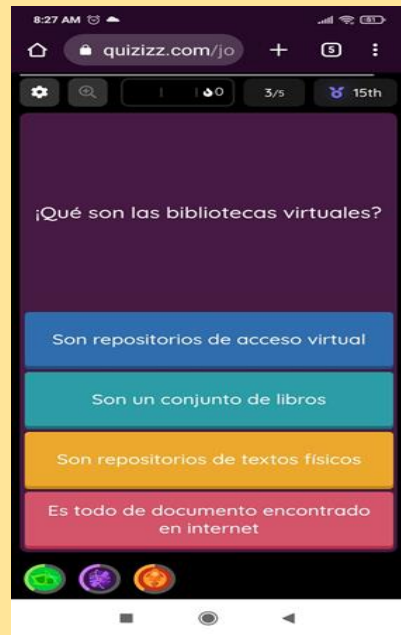 8:27 AM
51
quizizz.com/jo
5
0
3/5
15th
¡Qué son las bibliotecas virtuales?
Son repositorios de acceso virtual
Son un conjunto de libros
Son repositorios de textos físicos
Es todo de documento encontrado
en internet